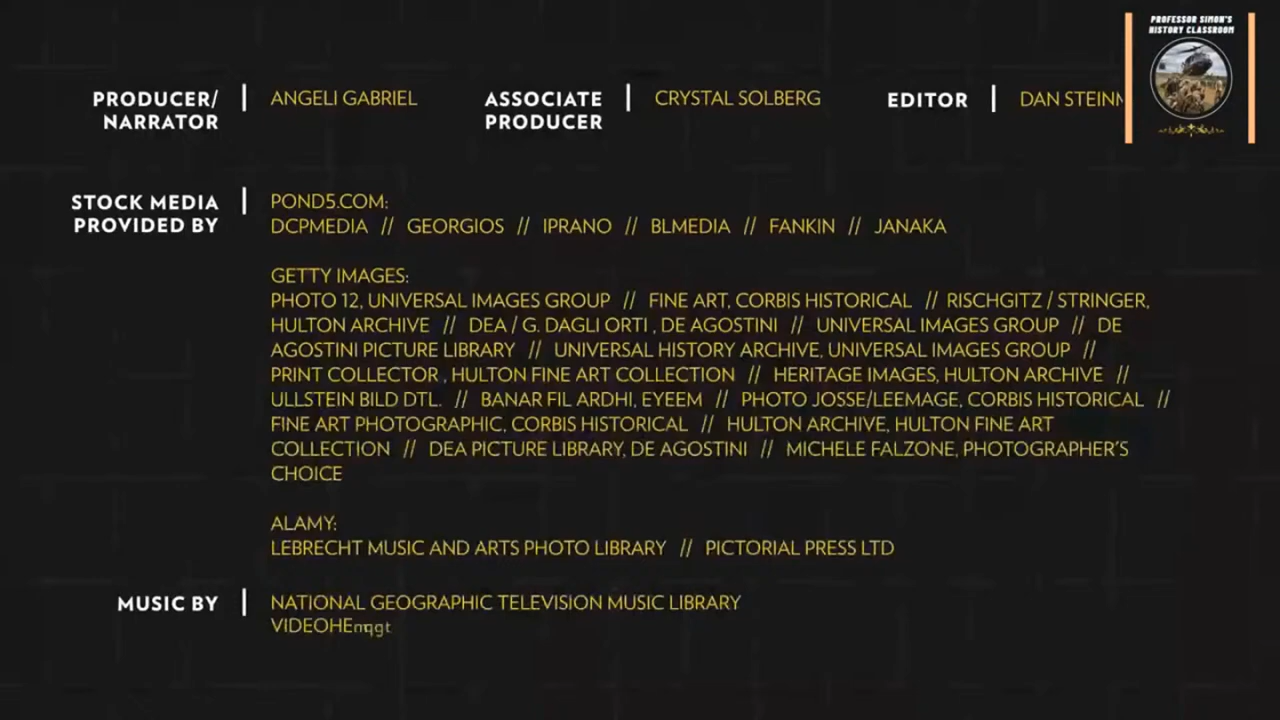 PROFESSOR SIMON'S
HISTORY CLASSROOM
PRODUCER/
NARRATOR
ANGELI GABRIEL
ASSOCIATE
PRODUCER
CRYSTAL SOLBERG
EDITOR
DAN
STOCK MEDIA
PROVIDED BY
POND5.COM:
DCPMEDIA // GEORGIOS // IPRANO // BLMEDIA // FANKIN // JANAKA
GETTY IMAGES:
PHOTO 12, UNIVERSAL IMAGES GROUP // FINE ART, CORBIS HISTORICAL // RISCHGITZ / STRINGER,
HULTON ARCHIVE // DEA / G. DAGLI ORTI , DE AGOSTINI // UNIVERSAL IMAGES GROUP // DE
AGOSTINI PICTURE LIBRARY // UNIVERSAL HISTORY ARCHIVE, UNIVERSAL IMAGES GROUP //
PRINT COLLECTOR , HULTON FINE ART COLLECTION // HERITAGE IMAGES, HULTON ARCHIVE //
ULLSTEIN BILD DTL. // BANAR FIL ARDHI, EYEEM // PHOTO JOSSE/LEEMAGE, CORBIS HISTORICAL //
FINE ART PHOTOGRAPHIC, CORBIS HISTORICAL // HULTON ARCHIVE, HULTON FINE ART
COLLECTION // DEA PICTURE LIBRARY, DE AGOSTINI // MICHELE FALZONE, PHOTOGRAPHER'S
CHOICE
ALAMY:
LEBRECHT MUSIC AND ARTS PHOTO LIBRARY // PICTORIAL PRESS LTD
MUSIC BY
NATIONAL GEOGRAPHIC TELEVISION MUSIC LIBRARY